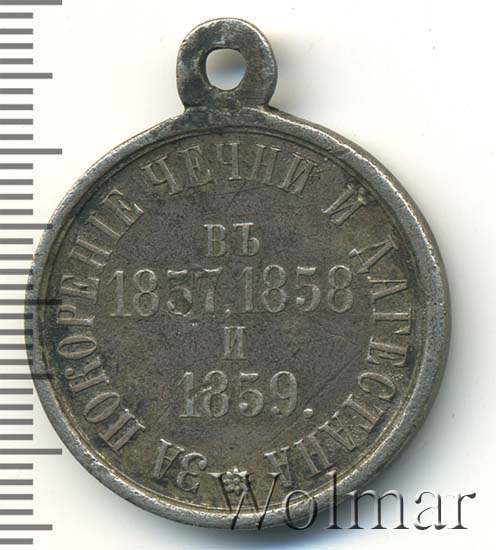 ЗА ПОКОРЕНІЕ ЧЕЧНИ И ДАГЕСТАНА
ВЪ
1857, 1858
И
1859.
Wolmar